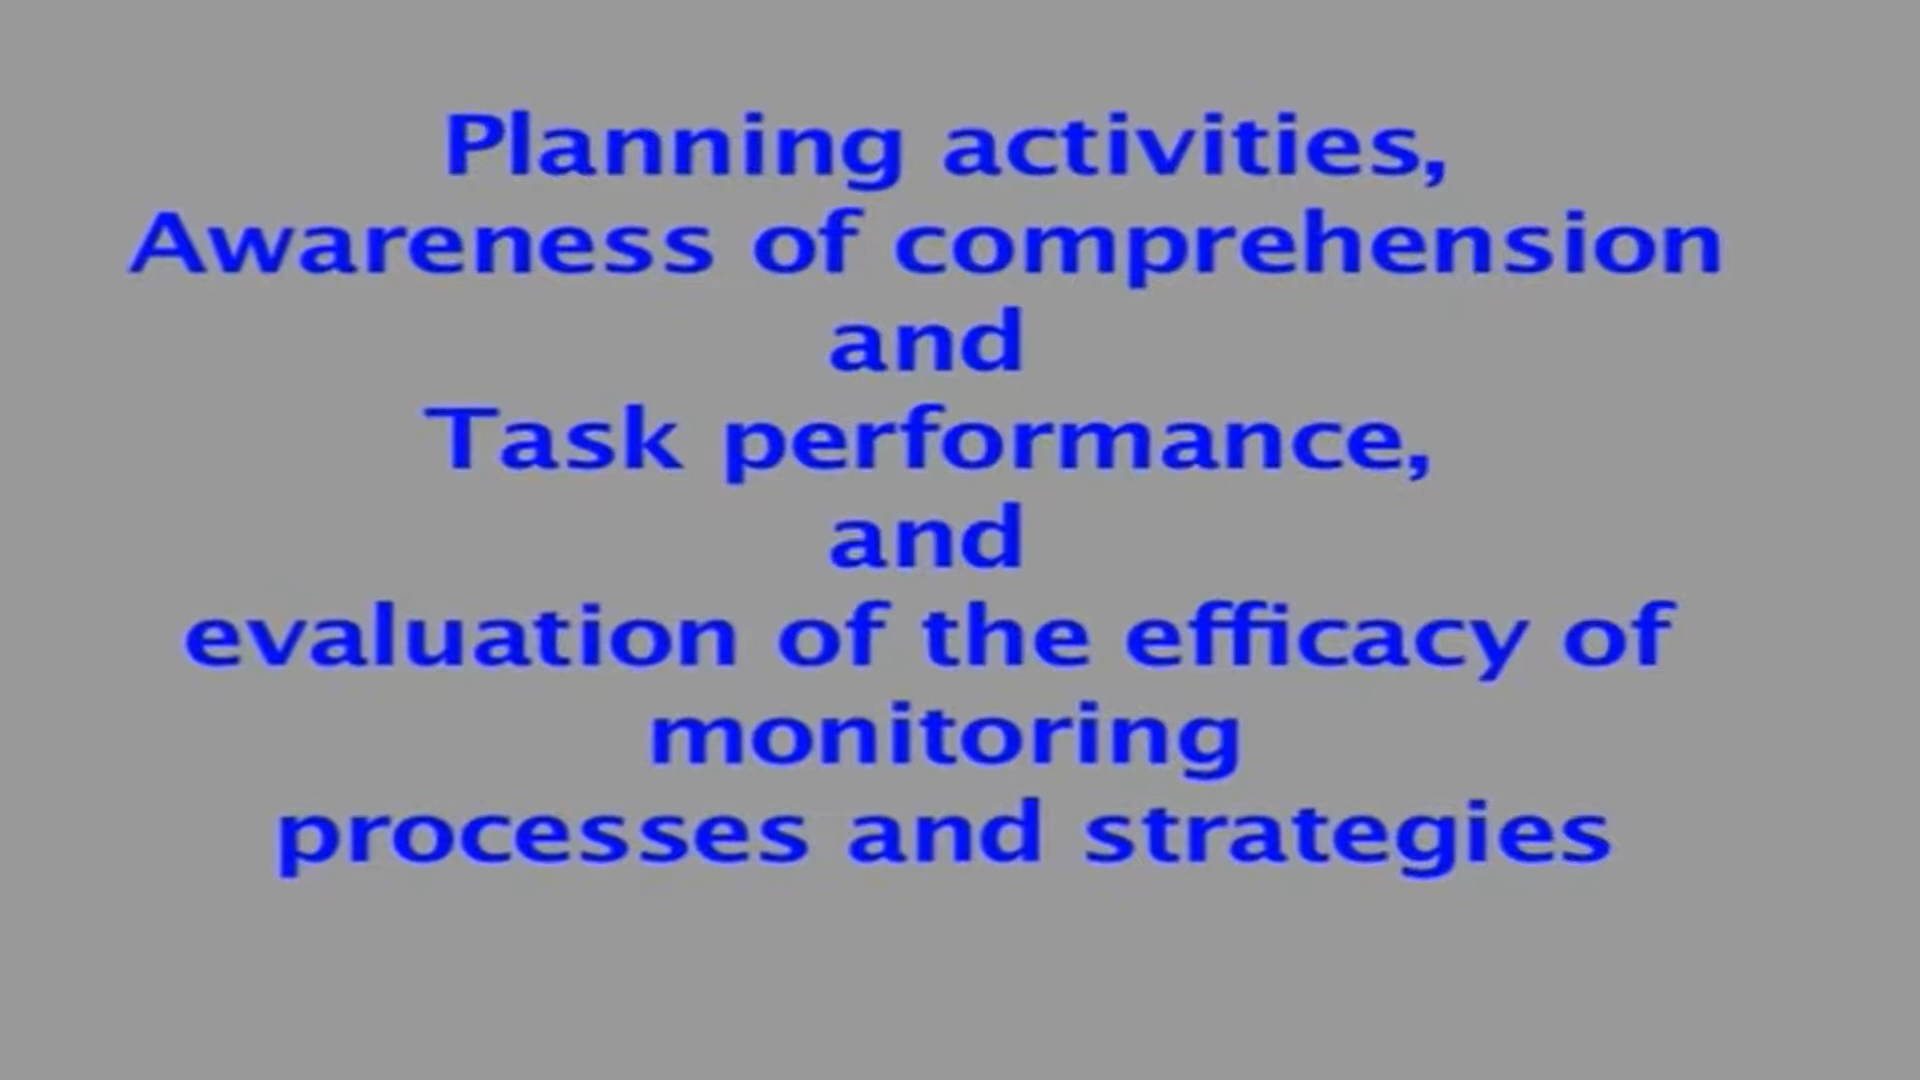 Planning activities,
Awareness of comprehension
and
Task performance,
and
evaluation of the efficacy of
monitoring
processes and strategies